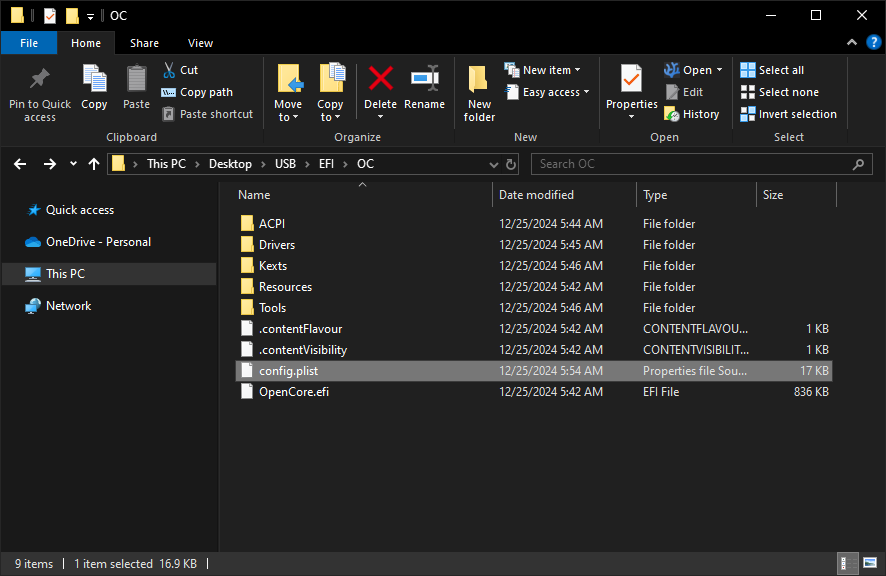 OC
File Home Share View
Pin to Quick access
Copy
Paste
Cut
Copy path
Paste shortcut
Clipboard
Move to
Copy to
Delete
Rename
Organize
New folder
New item
Easy access
New
Properties
Open
Edit
History
Open
Select all
Select none
Invert selection
Select
This PC > Desktop > USB > EFI > OC
Search OC
Quick access
OneDrive - Personal
This PC
Network
Name Date modified Type Size
ACPI 12/25/2024 5:44 AM File folder
Drivers 12/25/2024 5:45 AM File folder
Kexts 12/25/2024 5:46 AM File folder
Resources 12/25/2024 5:42 AM File folder
Tools 12/25/2024 5:46 AM File folder
.contentFlavour 12/25/2024 5:42 AM CONTENTFLAVOU... 1 KB
.contentVisibility 12/25/2024 5:42 AM CONTENTVISIBILIT... 1 KB
config.plist 12/25/2024 5:54 AM Properties file Sou... 17 KB
OpenCore.efi 12/25/2024 5:42 AM EFI File 836 KB
9 items 1 item selected 16.9 KB